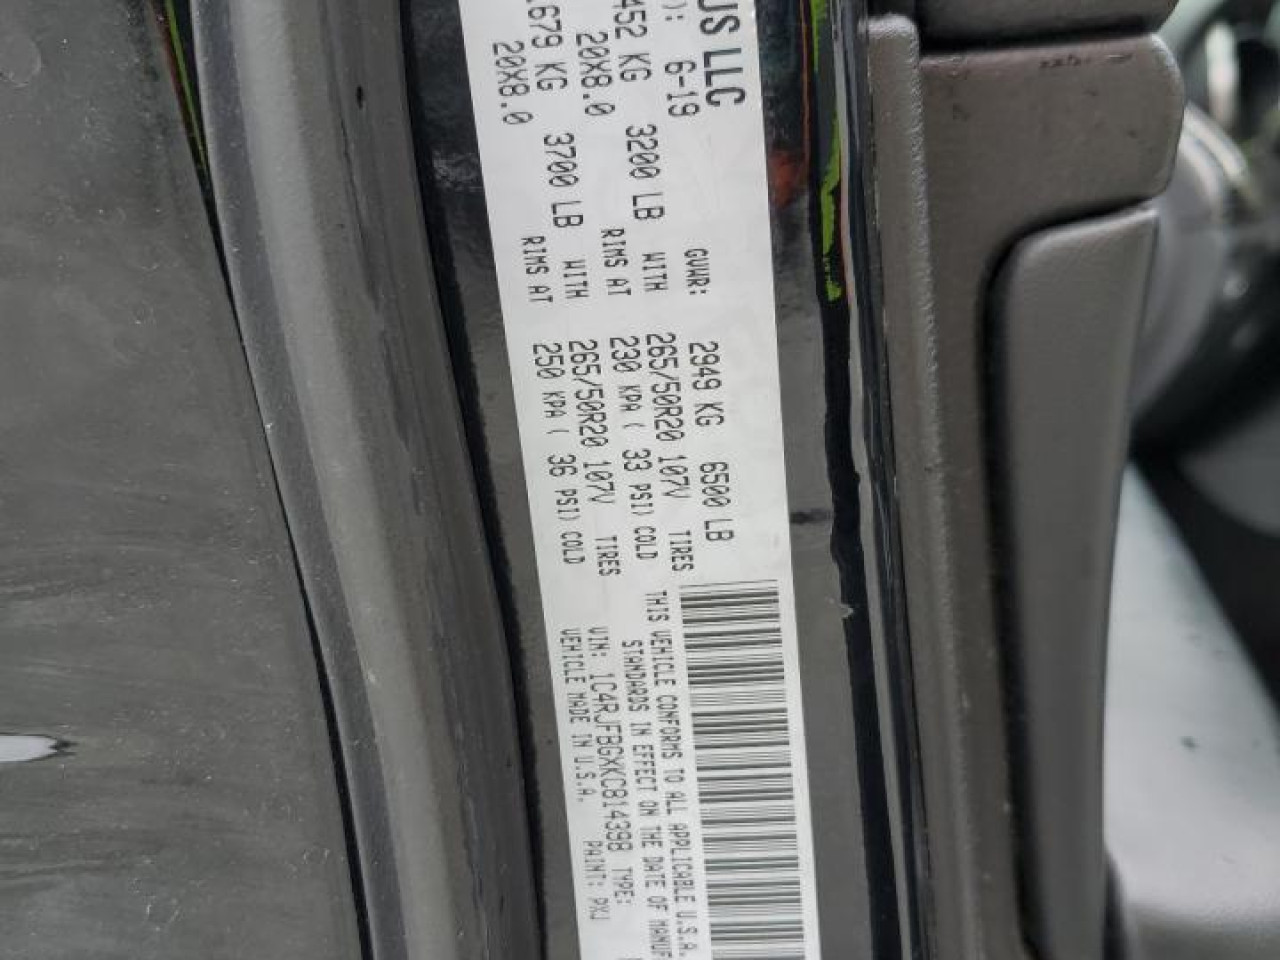 US LLC
): 6-19 GVWR: 2949 KG 6500 LB
452 KG 3200 LB WITH 265/50R20 107V TIRES
20X8.0 RIMS AT 230 KPA ( 33 PSI) COLD
679 KG 3700 LB WITH 265/50R20 107V TIRES
20X8.0 RIMS AT 250 KPA ( 36 PSI) COLD
THIS VEHICLE CONFORMS TO ALL APPLICABLE U.S.A.
STANDARDS IN EFFECT ON THE DATE OF MANUF
VIN: 1C4RJFBGXKC814398 TYPE:
VEHICLE MADE IN U.S.A. PAINT: PXJ